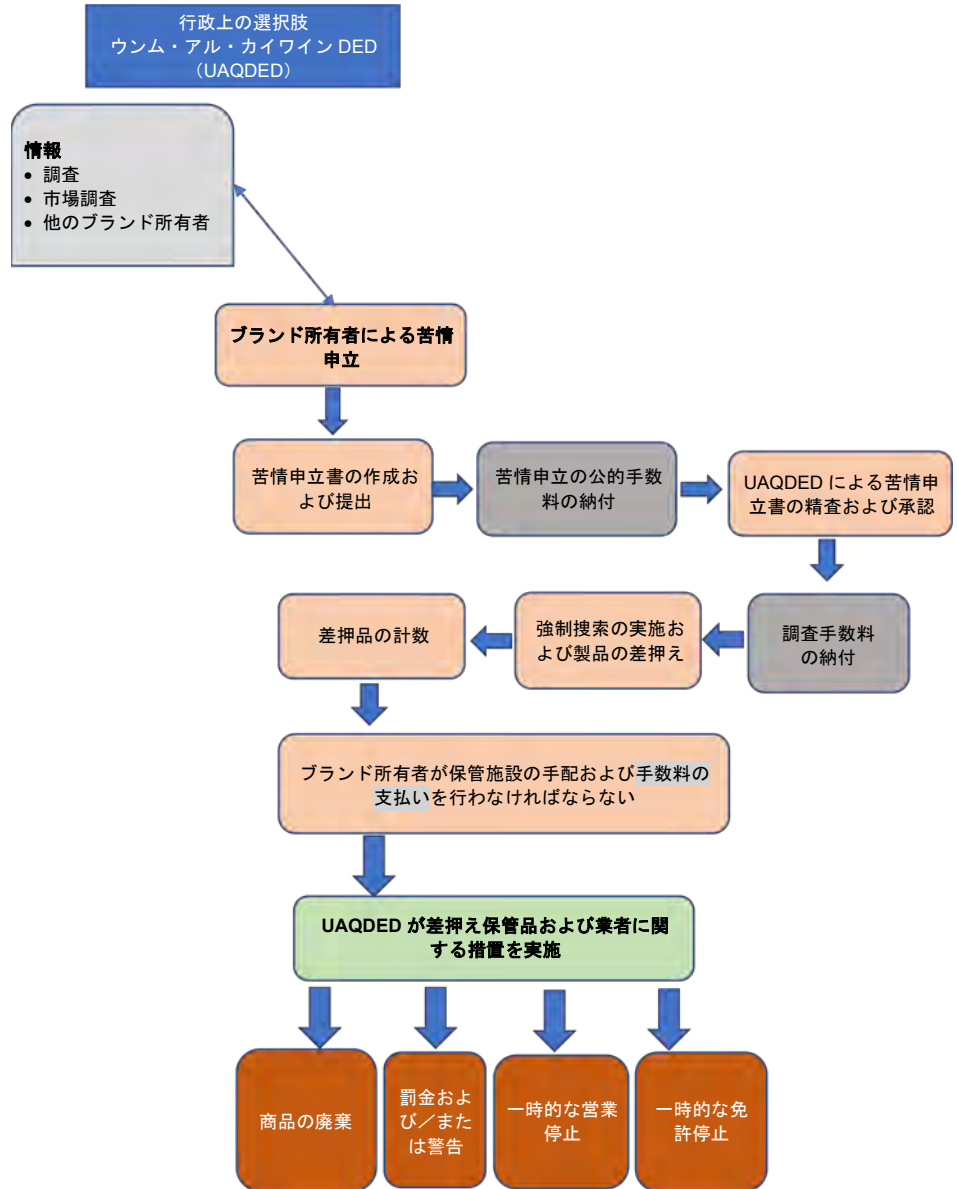 行政上の選択肢
ウンム・アル・カイワイン DED
（UAQDED）
情報
• 調査
• 市場調査
• 他のブランド所有者
ブランド所有者による苦情
申立
苦情申立書の作成お
よび提出
苦情申立の公的手数
料の納付
UAQDED による苦情申
立書の精査および承認
調査手数料
の納付
強制捜索の実施お
よび製品の差押え
差押品の計数
ブランド所有者が保管施設の手配および手数料の
支払いを行わなければならない
UAQDED が差押え保管品および業者に関
する措置を実施
商品の廃棄
罰金およ
び／また
は警告
一時的な営業
停止
一時的な免
許停止